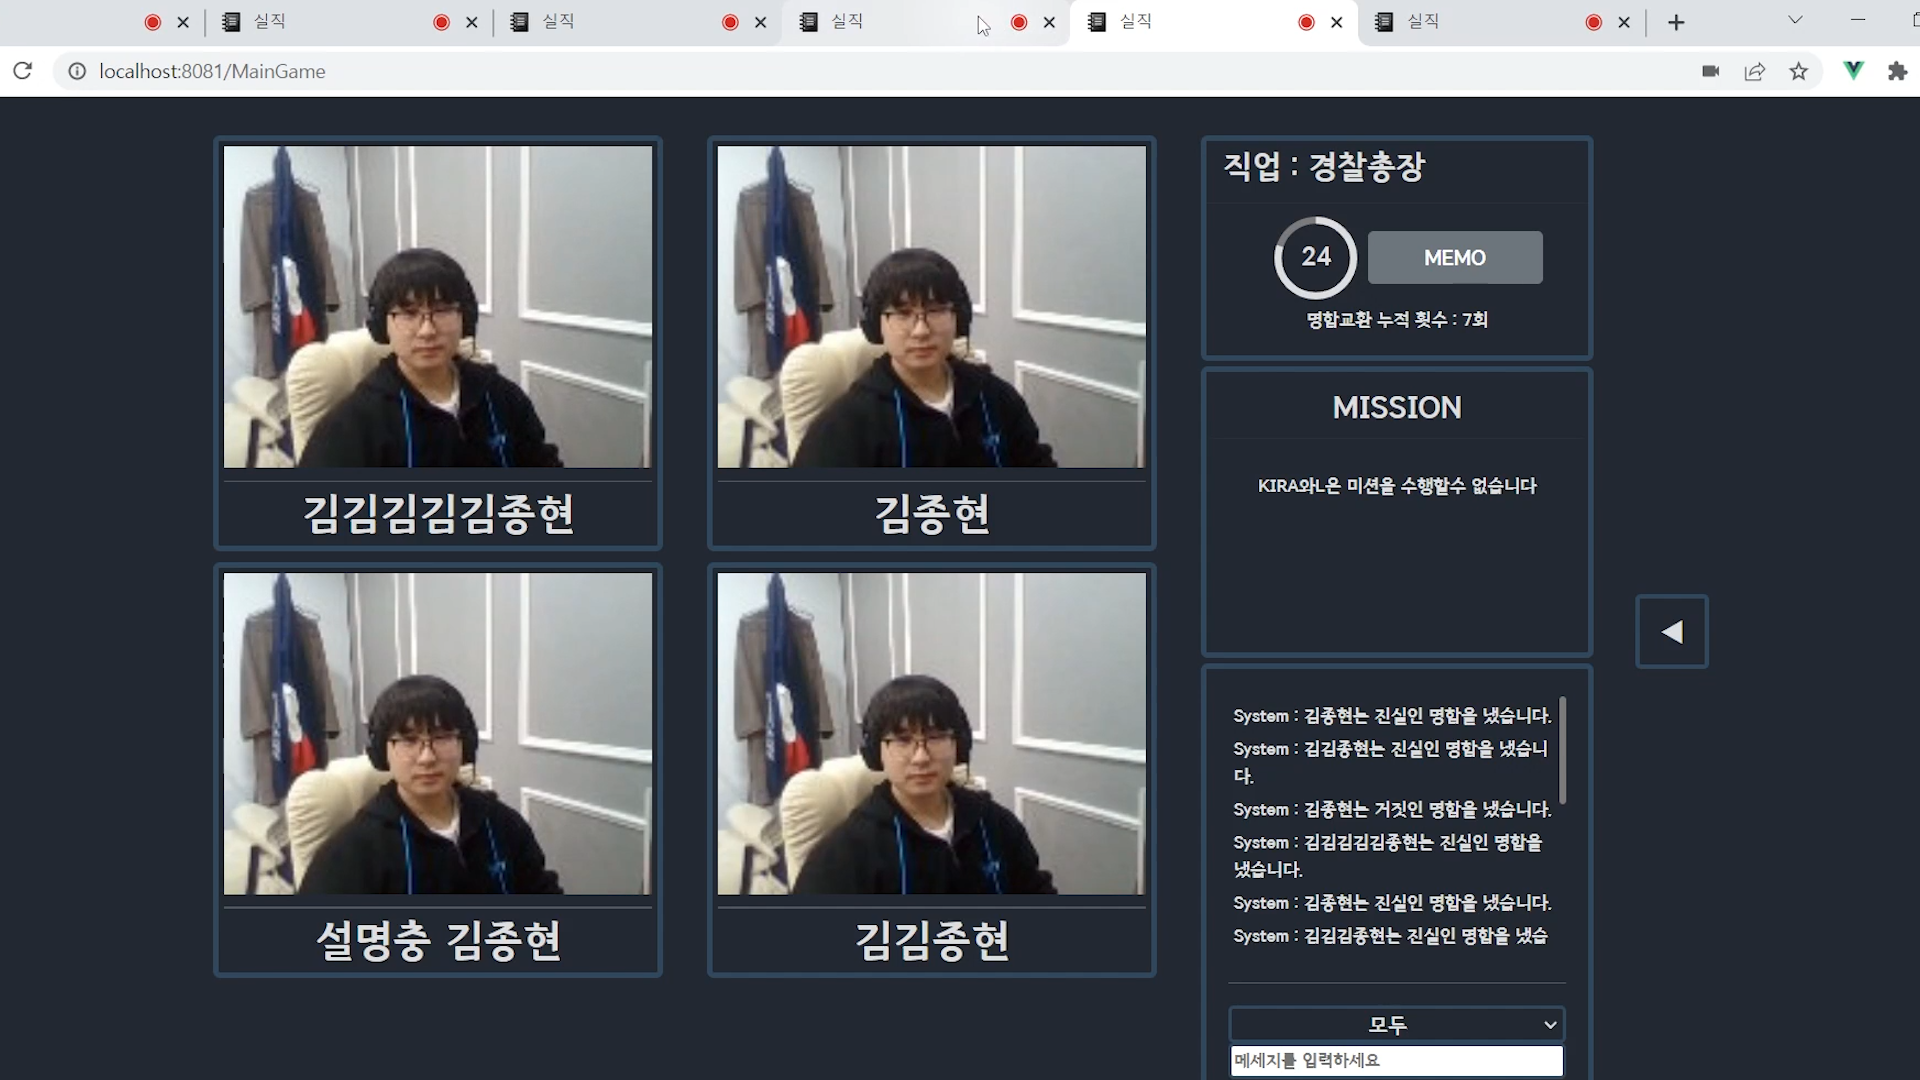 실직
실직
실직
실직
실직
localhost:8081/MainGame
김김김김김종현
김종현
설명충 김종현
김김종현
직업 : 경찰총장
24
MEMO
명함교환 누적 횟수 : 7회
MISSION
KIRA와L은 미션을 수행할수 없습니다
System : 김종현는 진실인 명함을 냈습니다.
System : 김김종현는 진실인 명함을 냈습니
다.
System : 김종현는 거짓인 명함을 냈습니다.
System : 김김김김김종현는 진실인 명함을
냈습니다.
System : 김종현는 진실인 명함을 냈습니다.
System : 김김김종현는 진실인 명함을 냈습
모두
메세지를 입력하세요